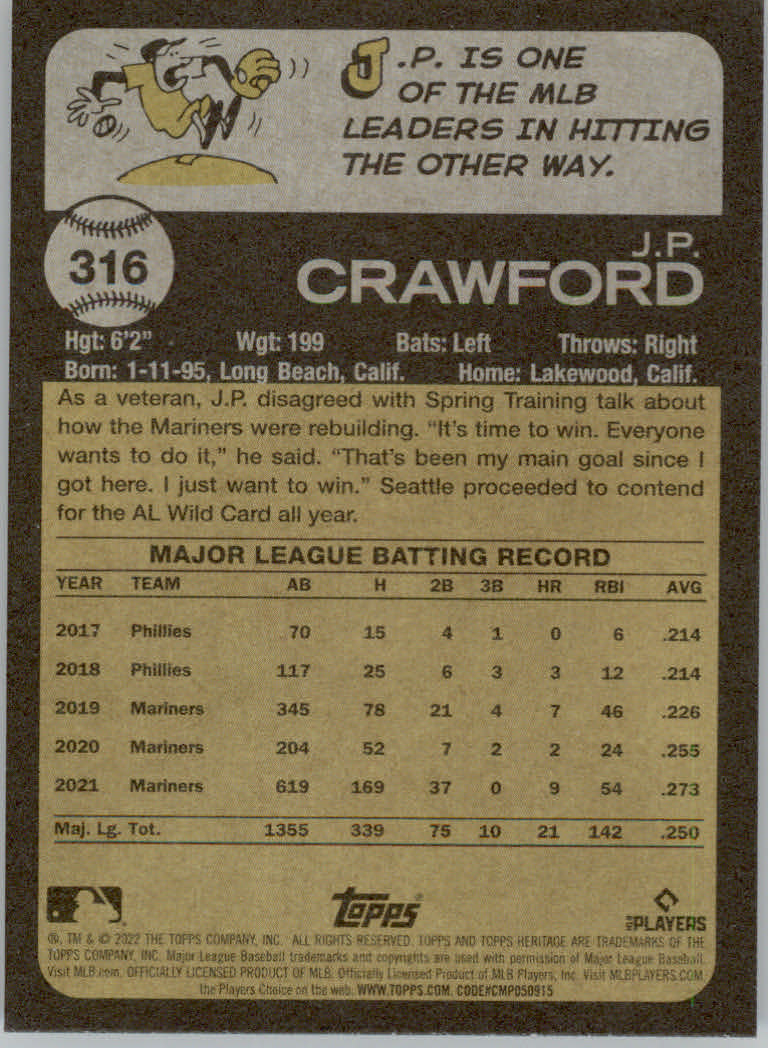 J.P. IS ONE
OF THE MLB
LEADERS IN HITTING
THE OTHER WAY.
316
J.P.
CRAWFORD
Hgt: 6'2" Wgt: 199 Bats: Left Throws: Right
Born: 1-11-95, Long Beach, Calif. Home: Lakewood, Calif.
As a veteran, J.P. disagreed with Spring Training talk about
how the Mariners were rebuilding. "It's time to win. Everyone
wants to do it," he said. "That's been my main goal since I
got here. I just want to win." Seattle proceeded to contend
for the AL Wild Card all year.
MAJOR LEAGUE BATTING RECORD
YEAR TEAM AB H 2B 3B HR RBI AVG
2017 Phillies 70 15 4 1 0 6 .214
2018 Phillies 117 25 6 3 3 12 .214
2019 Mariners 345 78 21 4 7 46 .226
2020 Mariners 204 52 7 2 2 24 .255
2021 Mariners 619 169 37 0 9 54 .273
Maj. Lg. Tot. 1355 339 75 10 21 142 .250
topps®
MLB PLAYERS
®, TM & © 2022 THE TOPPS COMPANY, INC. ALL RIGHTS RESERVED. TOPPS AND TOPPS HERITAGE ARE TRADEMARKS OF THE
TOPPS COMPANY, INC. Major League Baseball trademarks and copyrights are used with permission of Major League Baseball.
Visit MLB.com. OFFICIALLY LICENSED PRODUCT OF MLB. Officially Licensed Product of MLB Players, Inc. Visit MLBPLAYERS.COM,
the Players Choice on the web. WWW.TOPPS.COM. CODE#CMP050915